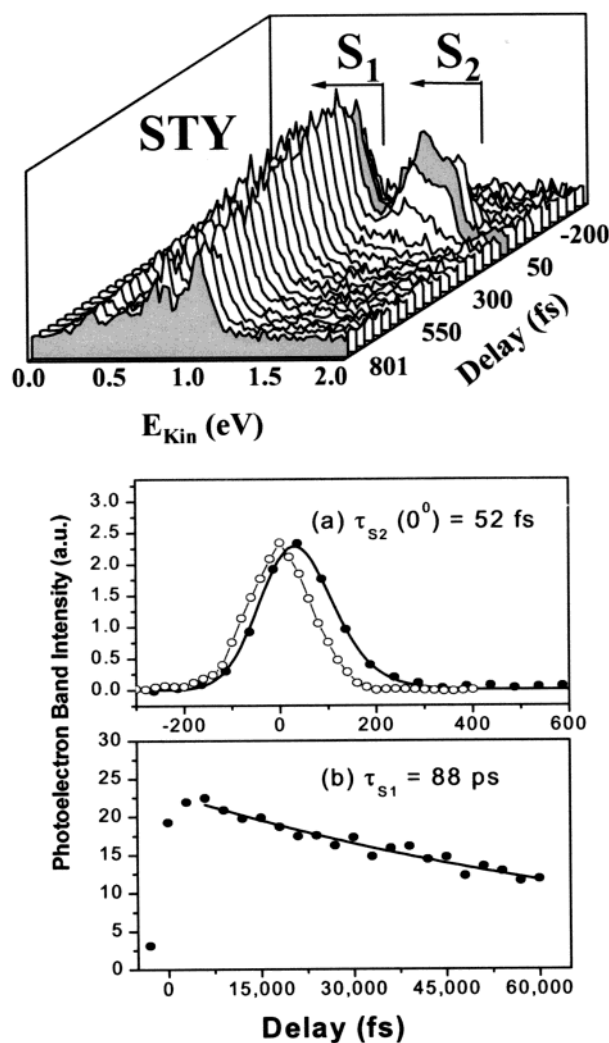 S1 S2
STY
-200
50
300
550
801
Delay (fs)
0.0 0.5 1.0 1.5 2.0
EKin (eV)
Photoelectron Band Intensity (a.u.)
3.0
2.5
2.0
1.5
1.0
0.5
0.0
(a) τS2 (0⁰) = 52 fs
-200 0 200 400 600
30
25
20
15
10
5
0
(b) τS1 = 88 ps
0 15,000 30,000 45,000 60,000
Delay (fs)